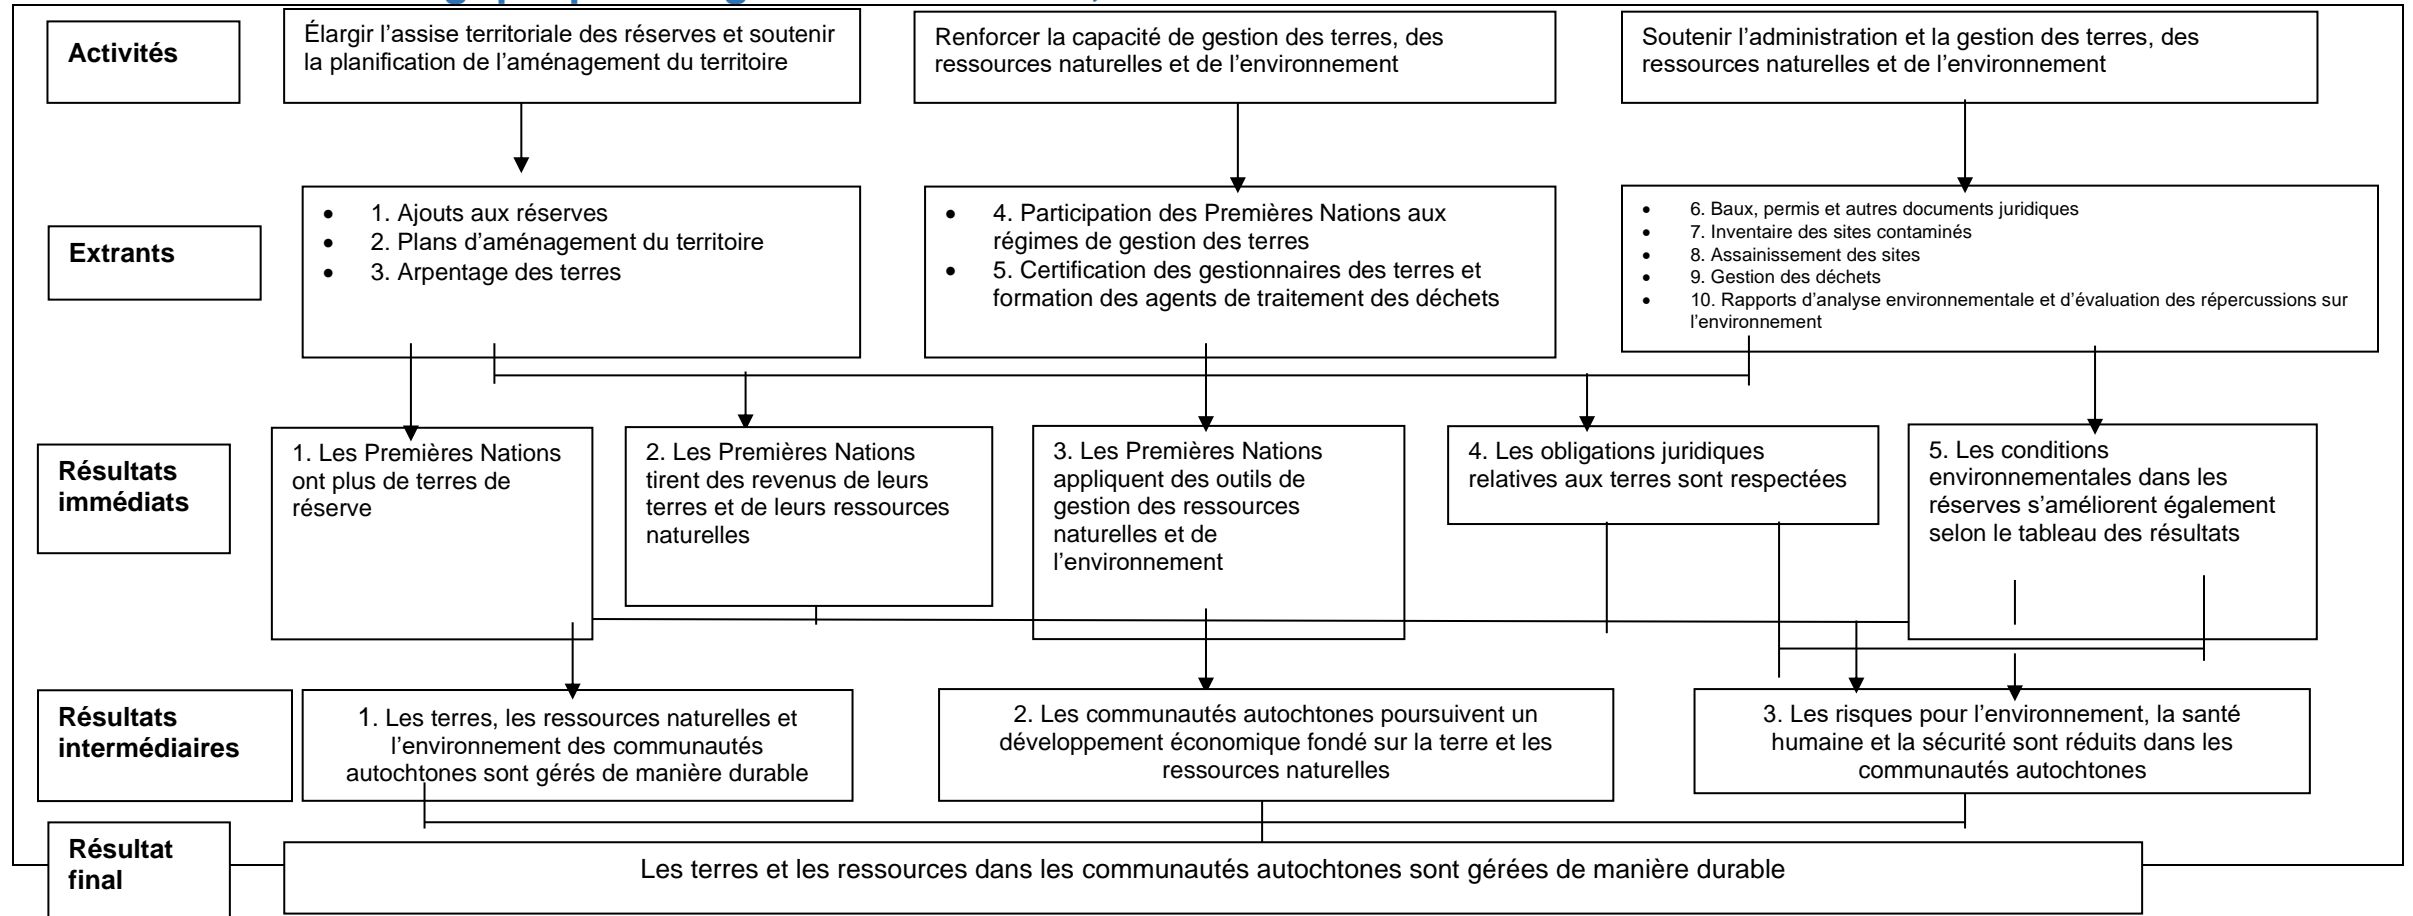 Activités
Élargir l’assise territoriale des réserves et soutenir
la planification de l’aménagement du territoire
Renforcer la capacité de gestion des terres, des
ressources naturelles et de l’environnement
Soutenir l’administration et la gestion des terres, des
ressources naturelles et de l’environnement
Extrants
• 1. Ajouts aux réserves
• 2. Plans d’aménagement du territoire
• 3. Arpentage des terres
• 4. Participation des Premières Nations aux
régimes de gestion des terres
• 5. Certification des gestionnaires des terres et
formation des agents de traitement des déchets
• 6. Baux, permis et autres documents juridiques
• 7. Inventaire des sites contaminés
• 8. Assainissement des sites
• 9. Gestion des déchets
• 10. Rapports d’analyse environnementale et d’évaluation des répercussions sur
l’environnement
Résultats
immédiats
1. Les Premières Nations
ont plus de terres de
réserve
2. Les Premières Nations
tirent des revenus de leurs
terres et de leurs ressources
naturelles
3. Les Premières Nations
appliquent des outils de
gestion des ressources
naturelles et de
l’environnement
4. Les obligations juridiques
relatives aux terres sont respectées
5. Les conditions
environnementales dans les
réserves s’améliorent également
selon le tableau des résultats
Résultats
intermédiaires
1. Les terres, les ressources naturelles et
l’environnement des communautés
autochtones sont gérés de manière durable
2. Les communautés autochtones poursuivent un
développement économique fondé sur la terre et les
ressources naturelles
3. Les risques pour l’environnement, la santé
humaine et la sécurité sont réduits dans les
communautés autochtones
Résultat
final
Les terres et les ressources dans les communautés autochtones sont gérées de manière durable